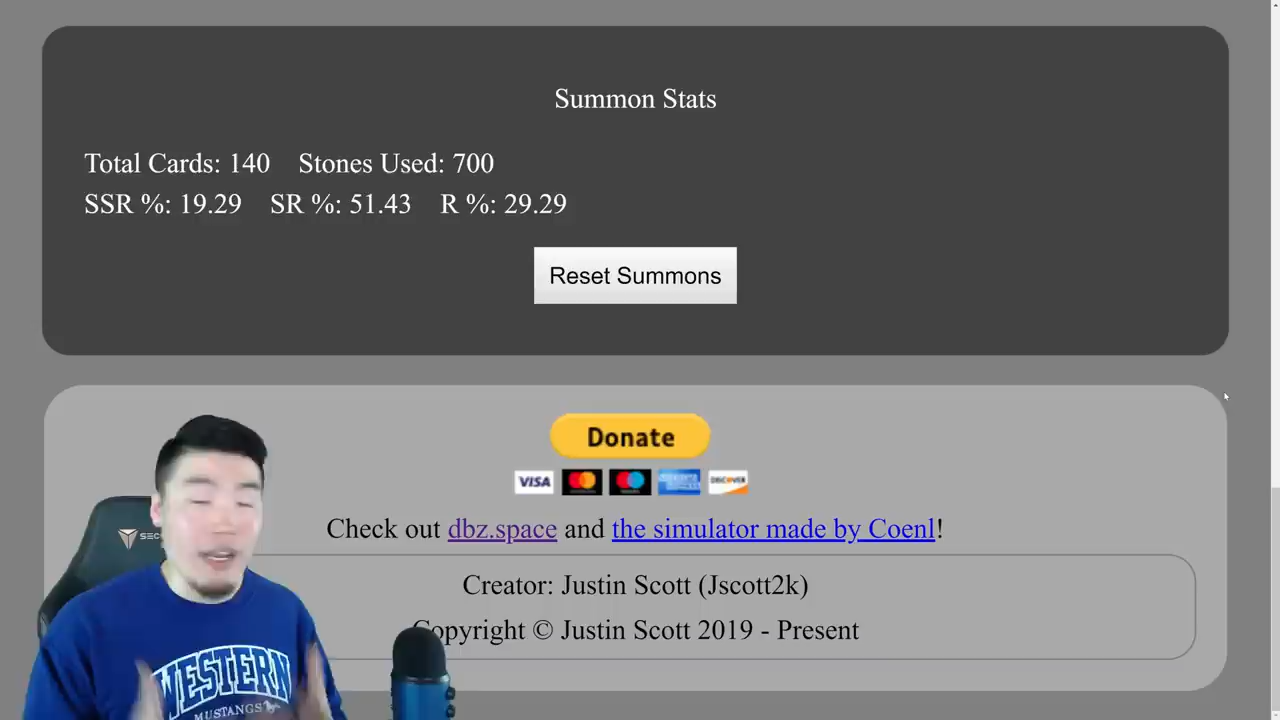 Summon Stats
Total Cards: 140 Stones Used: 700
SSR %: 19.29 SR %: 51.43 R %: 29.29
Reset Summons
Donate
VISA DISCOVER
Check out dbz.space and the simulator made by Coenl!
SEC
Creator: Justin Scott (Jscott2k)
Copyright © Justin Scott 2019 - Present
WESTERN
MUSTANGS